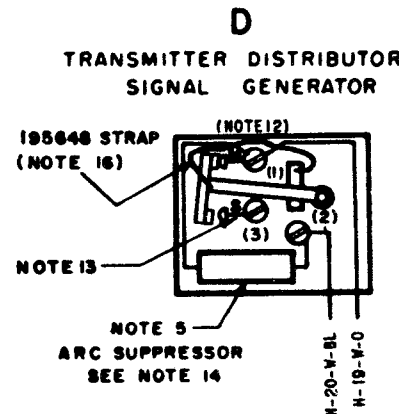 D
TRANSMITTER DISTRIBUTOR
SIGNAL GENERATOR
(NOTE 12)
195648 STRAP
(NOTE 16)
(1)
(2)
(3)
NOTE 13
NOTE 5
ARC SUPPRESSOR
SEE NOTE 14
H-20-W-BL
H-19-W-O